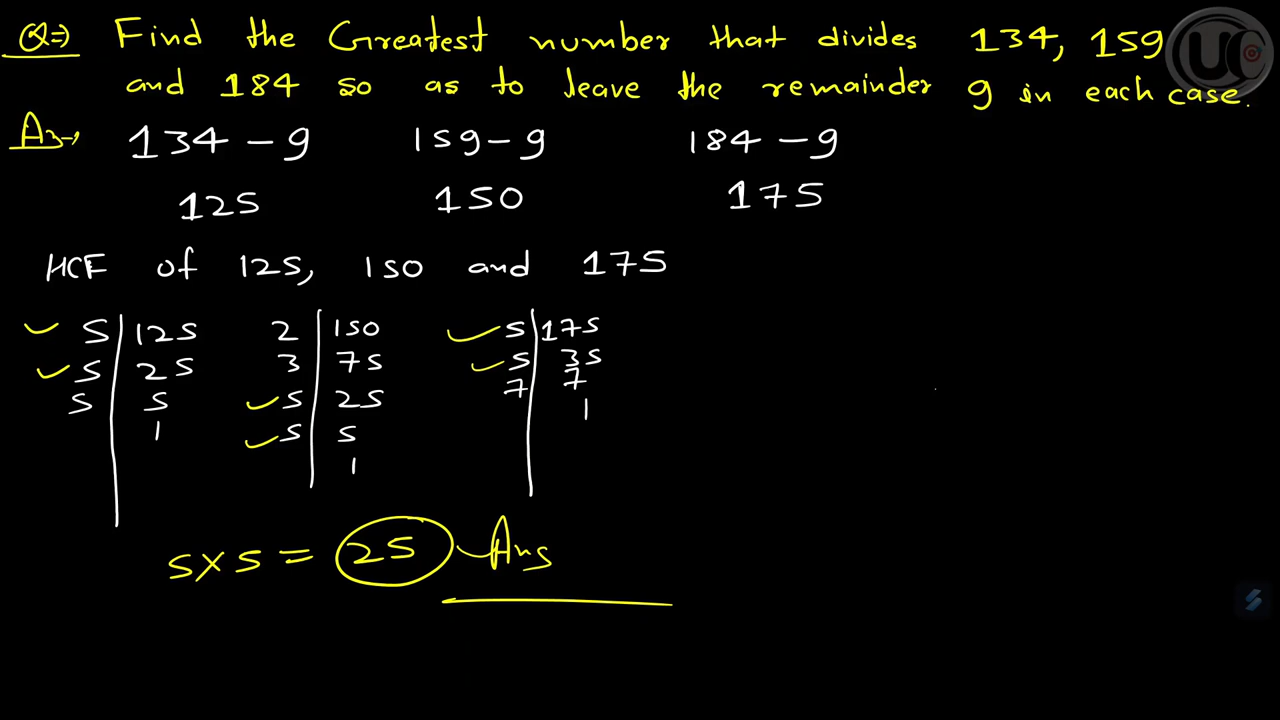 Q⇒ Find the Greatest number that divides 134, 159
and 184 so as to leave the remainder 9 in each case.
A⇒ 134 - 9 159 - 9 184 - 9
125 150 175
HCF of 125, 150 and 175
5 125 2 150 5 175
5 25 3 75 5 35
5 5 5 25 7 7
1 5 5 1
1
5×5 = 25 Ans
UC